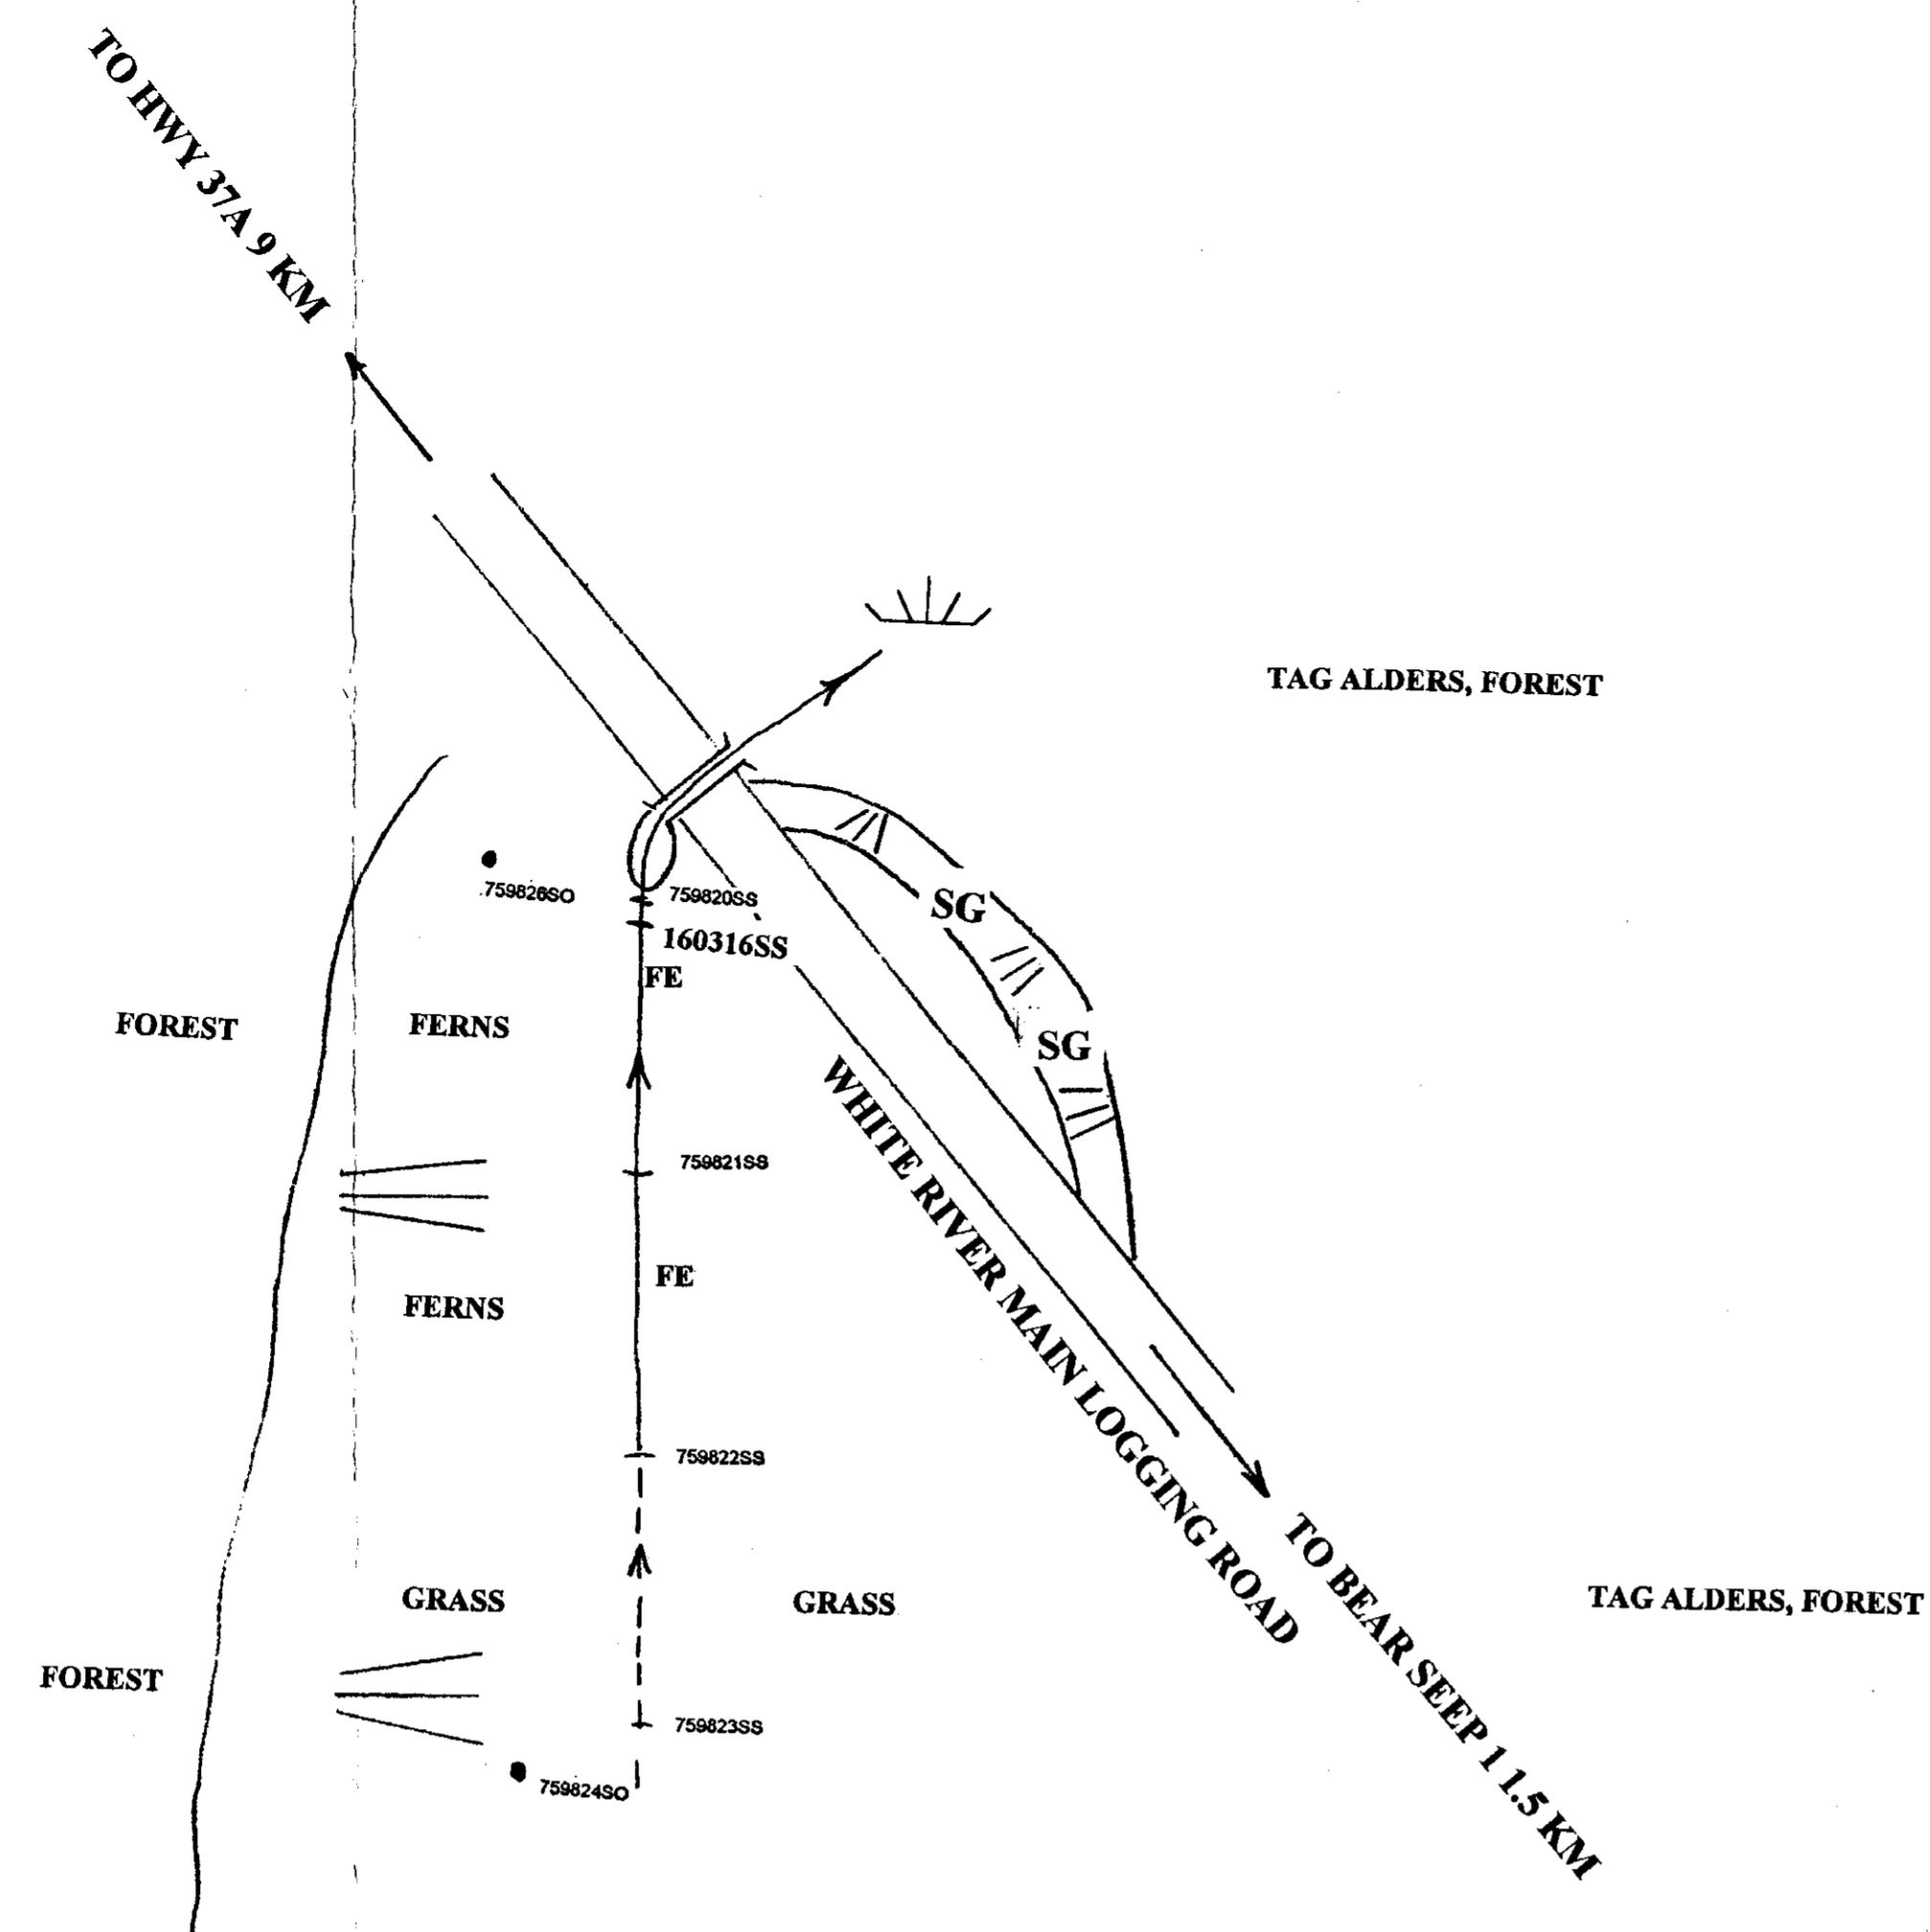 TO HWY 37A 9 KM
TAG ALDERS, FOREST
759826SO
759820SS
SG
160316SS
FE
FOREST
FERNS
SG
759821SS
WHITE RIVER MAIN LOGGING ROAD
FE
FERNS
759822SS
GRASS
GRASS
TAG ALDERS, FOREST
TO BEAR SEEP 1 1.5 KM
FOREST
759823SS
759824SO